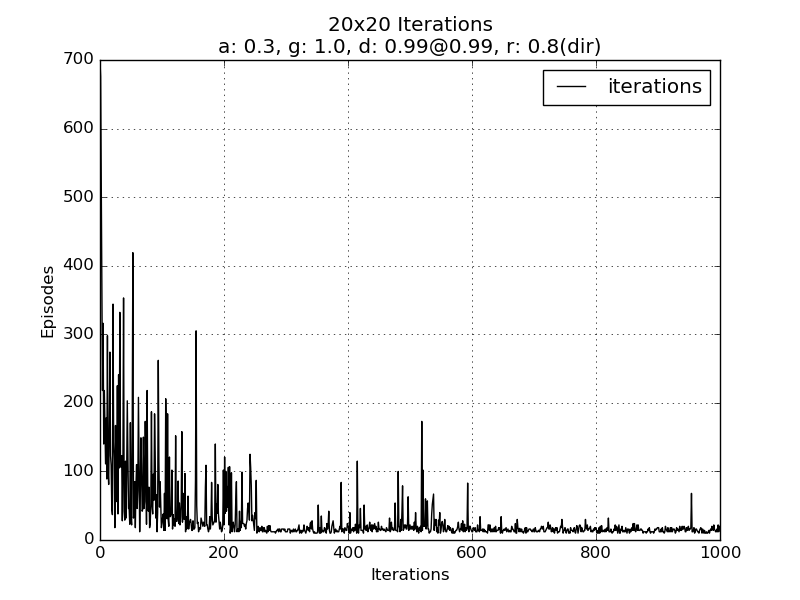 20x20 Iterations
a: 0.3, g: 1.0, d: 0.99@0.99, r: 0.8(dir)
700
iterations
600
500
400
Episodes
300
200
100
0
0 200 400 600 800 1000
Iterations